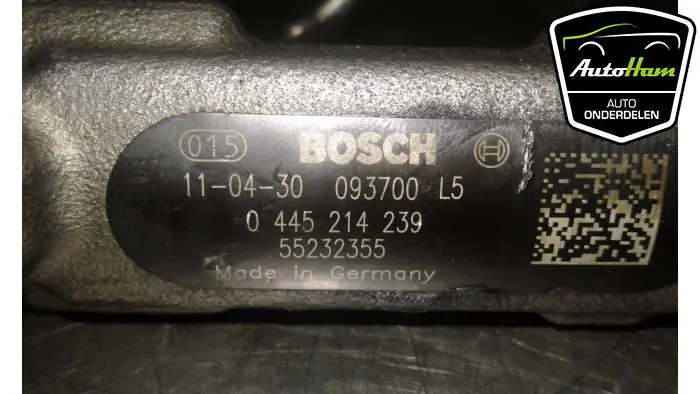 015 BOSCH
11-04-30 093700 L5
0 445 214 239
55232355
Made in Germany
AutoHam
AUTO
ONDERDELEN